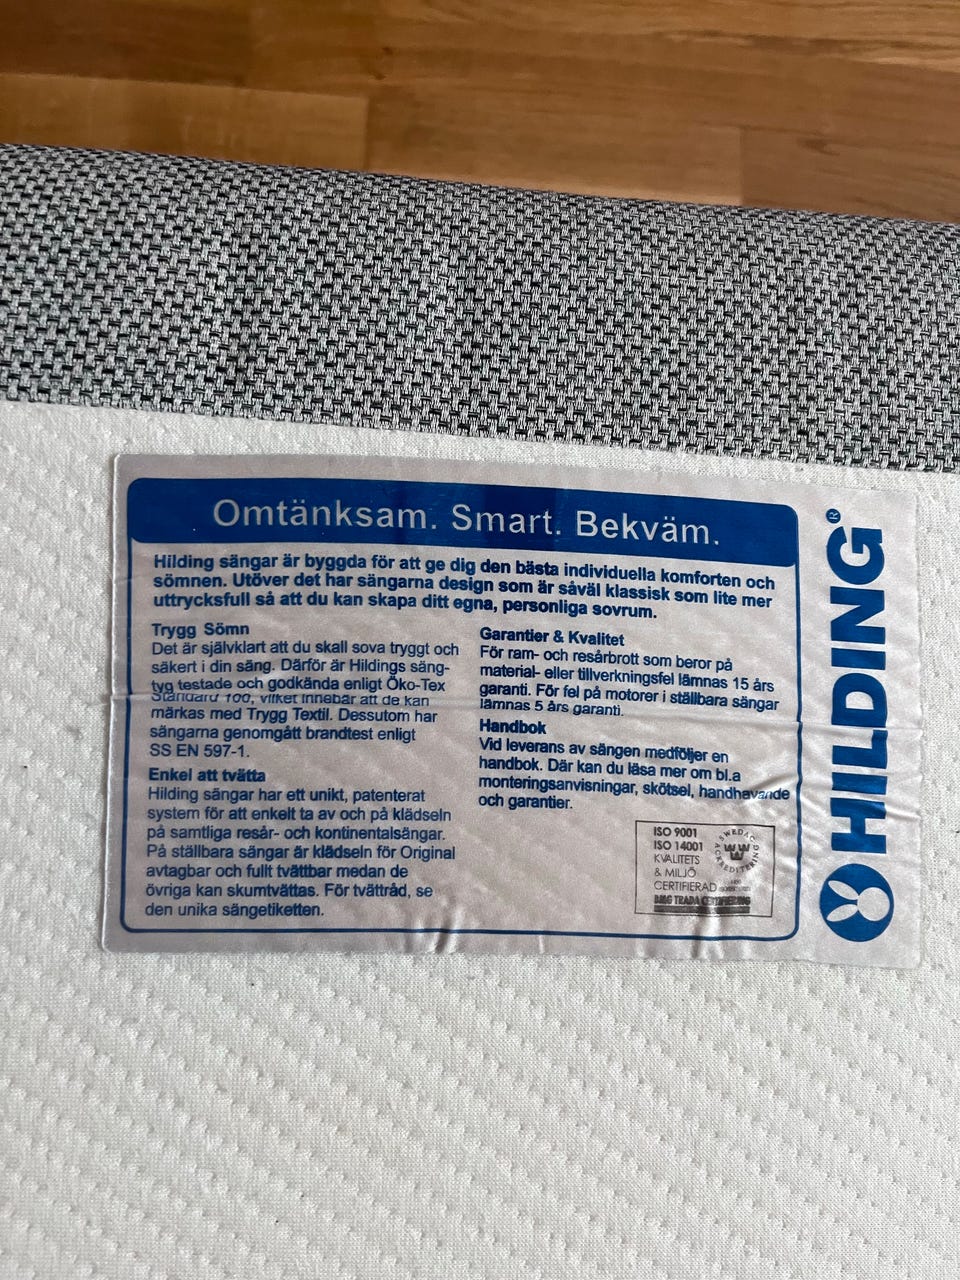 Omtänksam. Smart. Bekväm.
Hilding sängar är byggda för att ge dig den bästa individuella komforten och
sömnen. Utöver det har sängarna design som är såväl klassisk som lite mer
uttrycksfull så att du kan skapa ditt egna, personliga sovrum.
Trygg Sömn
Det är självklart att du skall sova tryggt och
säkert i din säng. Därför är Hildings säng-
tyg testade och godkända enligt Öko-Tex
Standard 100, vilket innebär att de kan
märkas med Trygg Textil. Dessutom har
sängarna genomgått brandtest enligt
SS EN 597-1.
Enkel att tvätta
Hilding sängar har ett unikt, patenterat
system för att enkelt ta av och på klädseln
på samtliga resår- och kontinentalsängar.
På ställbara sängar är klädseln för Original
avtagbar och fullt tvättbar medan de
övriga kan skumtvättas. För tvättråd, se
den unika sängetiketten.
Garantier & Kvalitet
För ram- och resårbrott som beror på
material- eller tillverkningsfel lämnas 15 års
garanti. För fel på motorer i ställbara sängar
lämnas 5 års garanti.
Handbok
Vid leverans av sängen medföljer en
handbok. Där kan du läsa mer om bl.a
monteringsanvisningar, skötsel, handhavande
och garantier.
ISO 9001
ISO 14001
KVALITETS
& MILJÖ
CERTIFIERAD
BMG TRADA CERTIFIERING
SWEDAC
ACKREDITERING
HILDING®